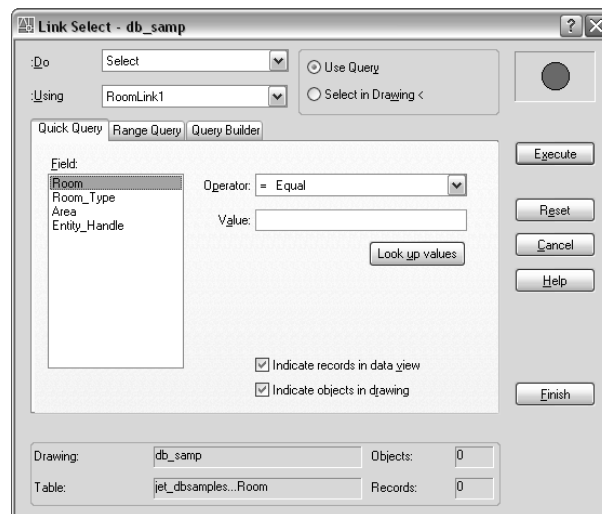 Link Select - db_samp
:Do Select
Use Query
:Using RoomLink1
Select in Drawing <
Quick Query Range Query Query Builder
Field:
Room
Room_Type
Area
Entity_Handle
Operator: = Equal
Value:
Look up values
Indicate records in data view
Indicate objects in drawing
Execute
Reset
Cancel
Help
Finish
Drawing: db_samp Objects: 0
Table: jet_dbsamples...Room Records: 0